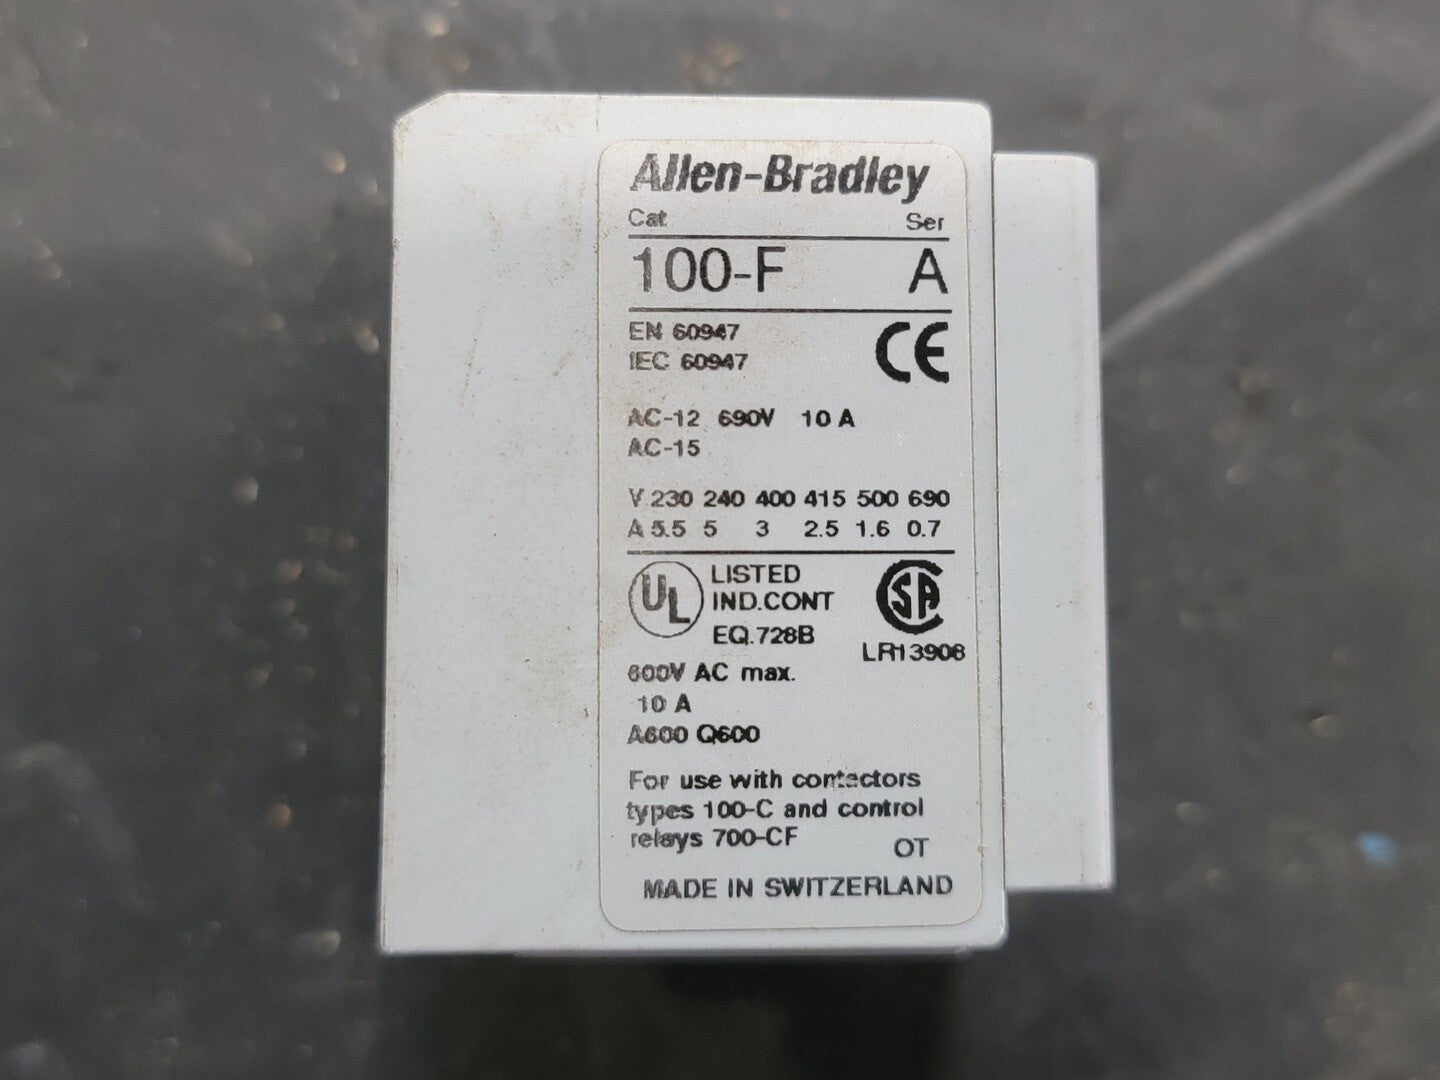 Allen-Bradley
Cat Ser
100-F A
EN 60947
IEC 60947
CE
AC-12 690V 10 A
AC-15
V 230 240 400 415 500 690
A 5.5 5 3 2.5 1.6 0.7
UL LISTED
IND.CONT
EQ.728B
SA
LR13908
600V AC max.
10 A
A600 Q600
For use with contactors
types 100-C and control
relays 700-CF
OT
MADE IN SWITZERLAND